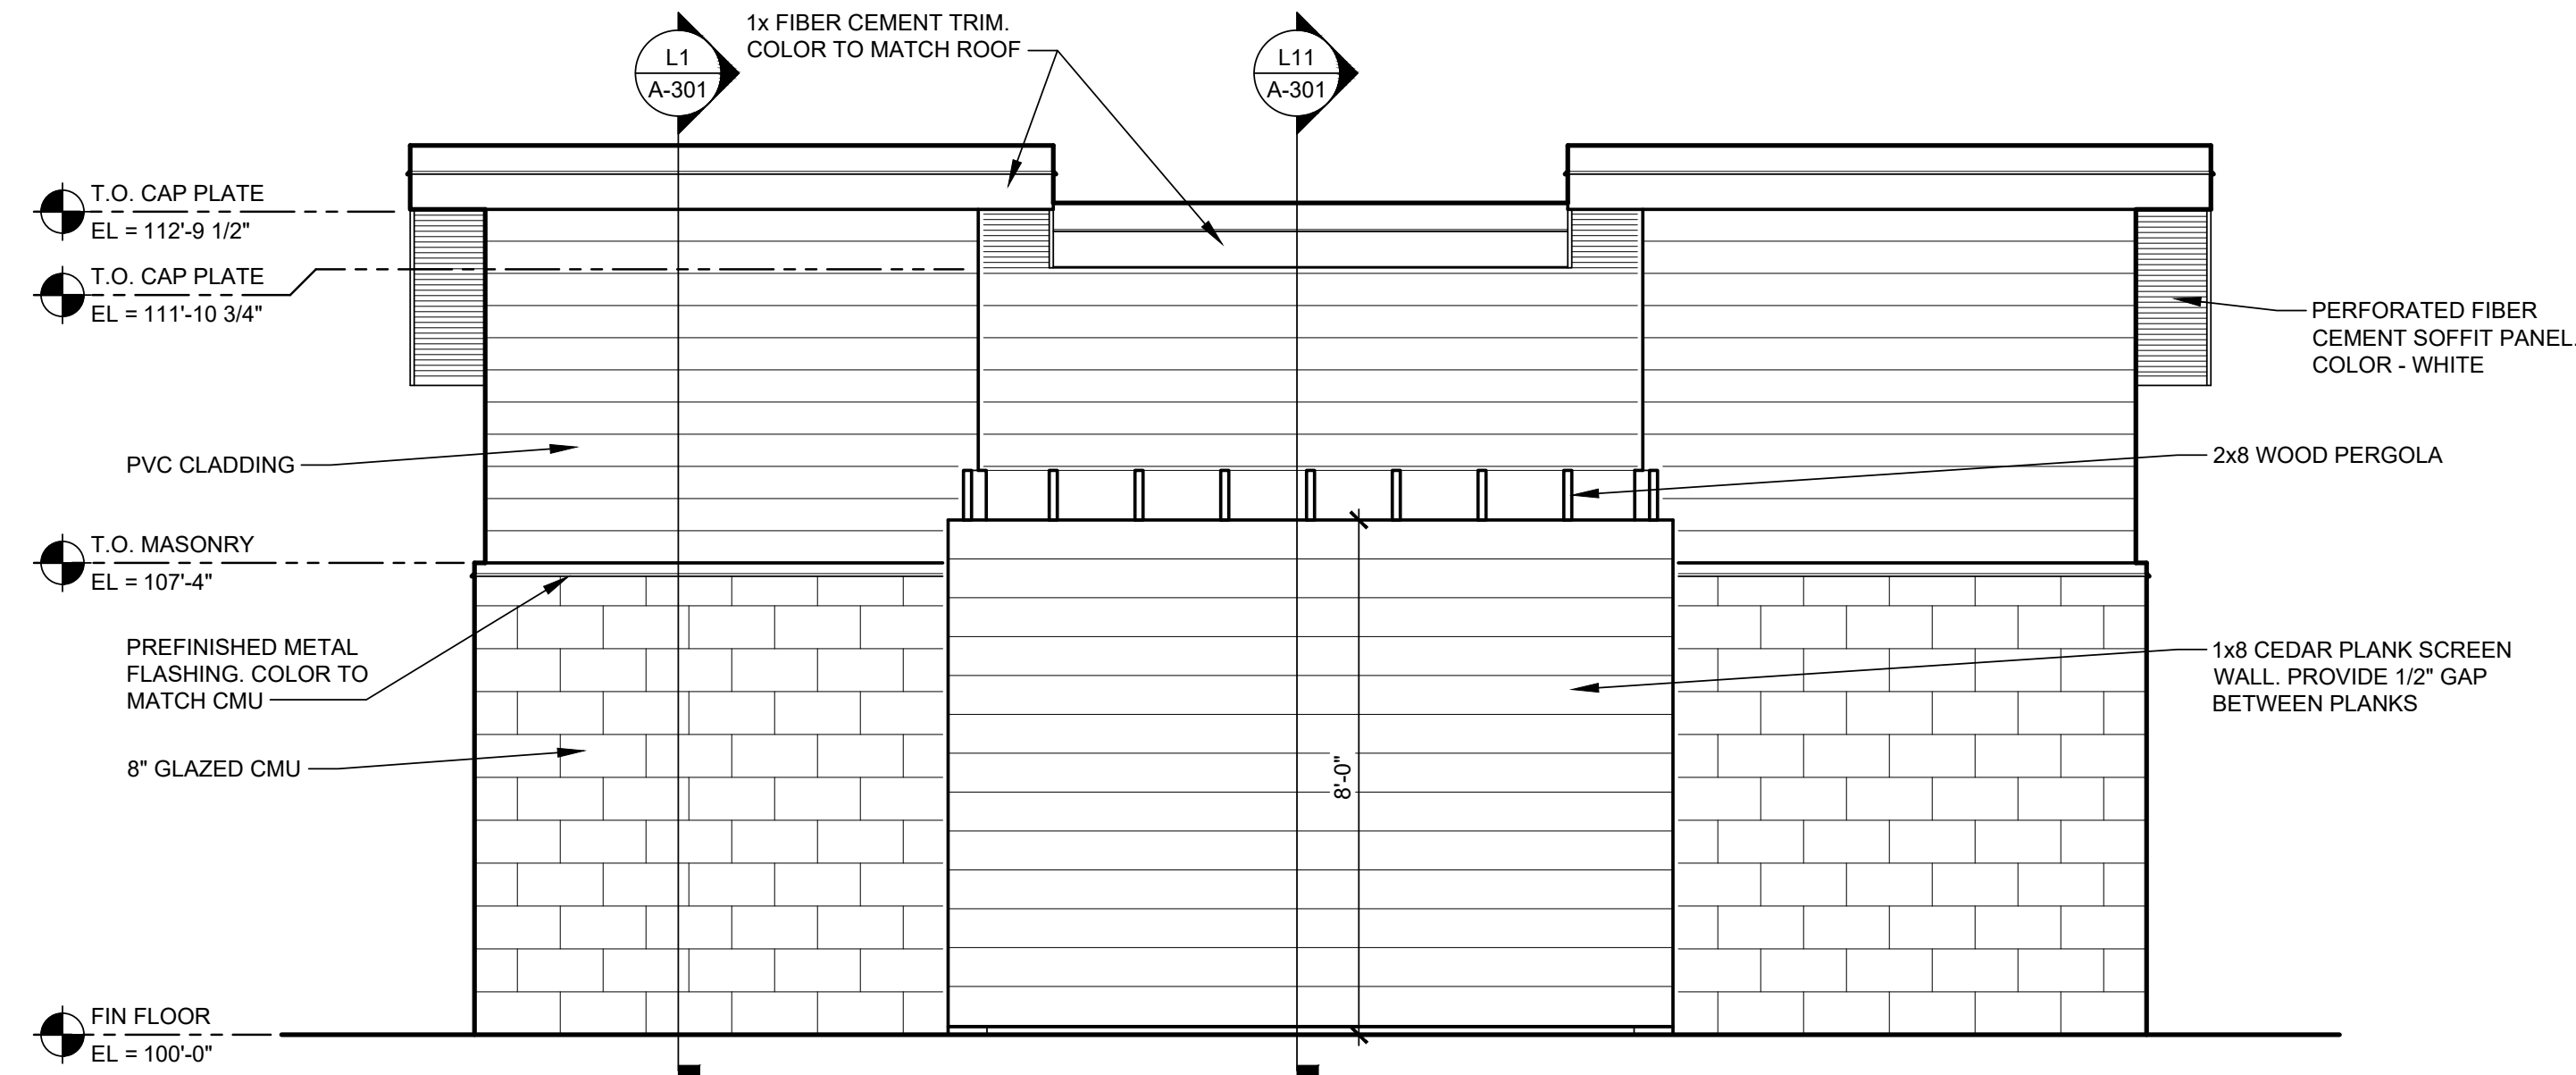 1x FIBER CEMENT TRIM.
COLOR TO MATCH ROOF
L1
A-301
L11
A-301
T.O. CAP PLATE
EL = 112'-9 1/2"
T.O. CAP PLATE
EL = 111'-10 3/4"
PERFORATED FIBER
CEMENT SOFFIT PANEL.
COLOR - WHITE
PVC CLADDING
2x8 WOOD PERGOLA
T.O. MASONRY
EL = 107'-4"
PREFINISHED METAL
FLASHING. COLOR TO
MATCH CMU
1x8 CEDAR PLANK SCREEN
WALL. PROVIDE 1/2" GAP
BETWEEN PLANKS
8" GLAZED CMU
8'-0"
FIN FLOOR
EL = 100'-0"